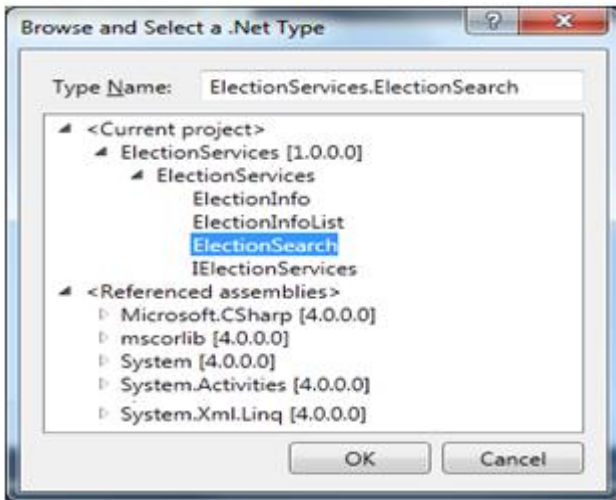 Browse and Select a .Net Type
Type Name: ElectionServices.ElectionSearch
<Current project>
ElectionServices [1.0.0.0]
ElectionServices
ElectionInfo
ElectionInfoList
ElectionSearch
IElectionServices
<Referenced assemblies>
Microsoft.CSharp [4.0.0.0]
mscorlib [4.0.0.0]
System [4.0.0.0]
System.Activities [4.0.0.0]
System.Xml.Linq [4.0.0.0]
OK Cancel